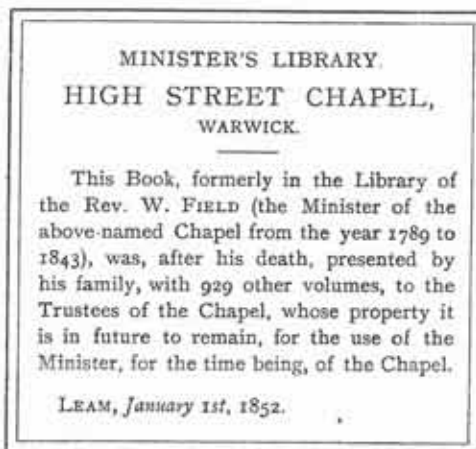 MINISTER'S LIBRARY.
HIGH STREET CHAPEL,
WARWICK.
This Book, formerly in the Library of
the Rev. W. FIELD (the Minister of the
above-named Chapel from the year 1789 to
1843), was, after his death, presented by
his family, with 929 other volumes, to the
Trustees of the Chapel, whose property it
is in future to remain, for the use of the
Minister, for the time being, of the Chapel.
LEAM, January 1st, 1852.